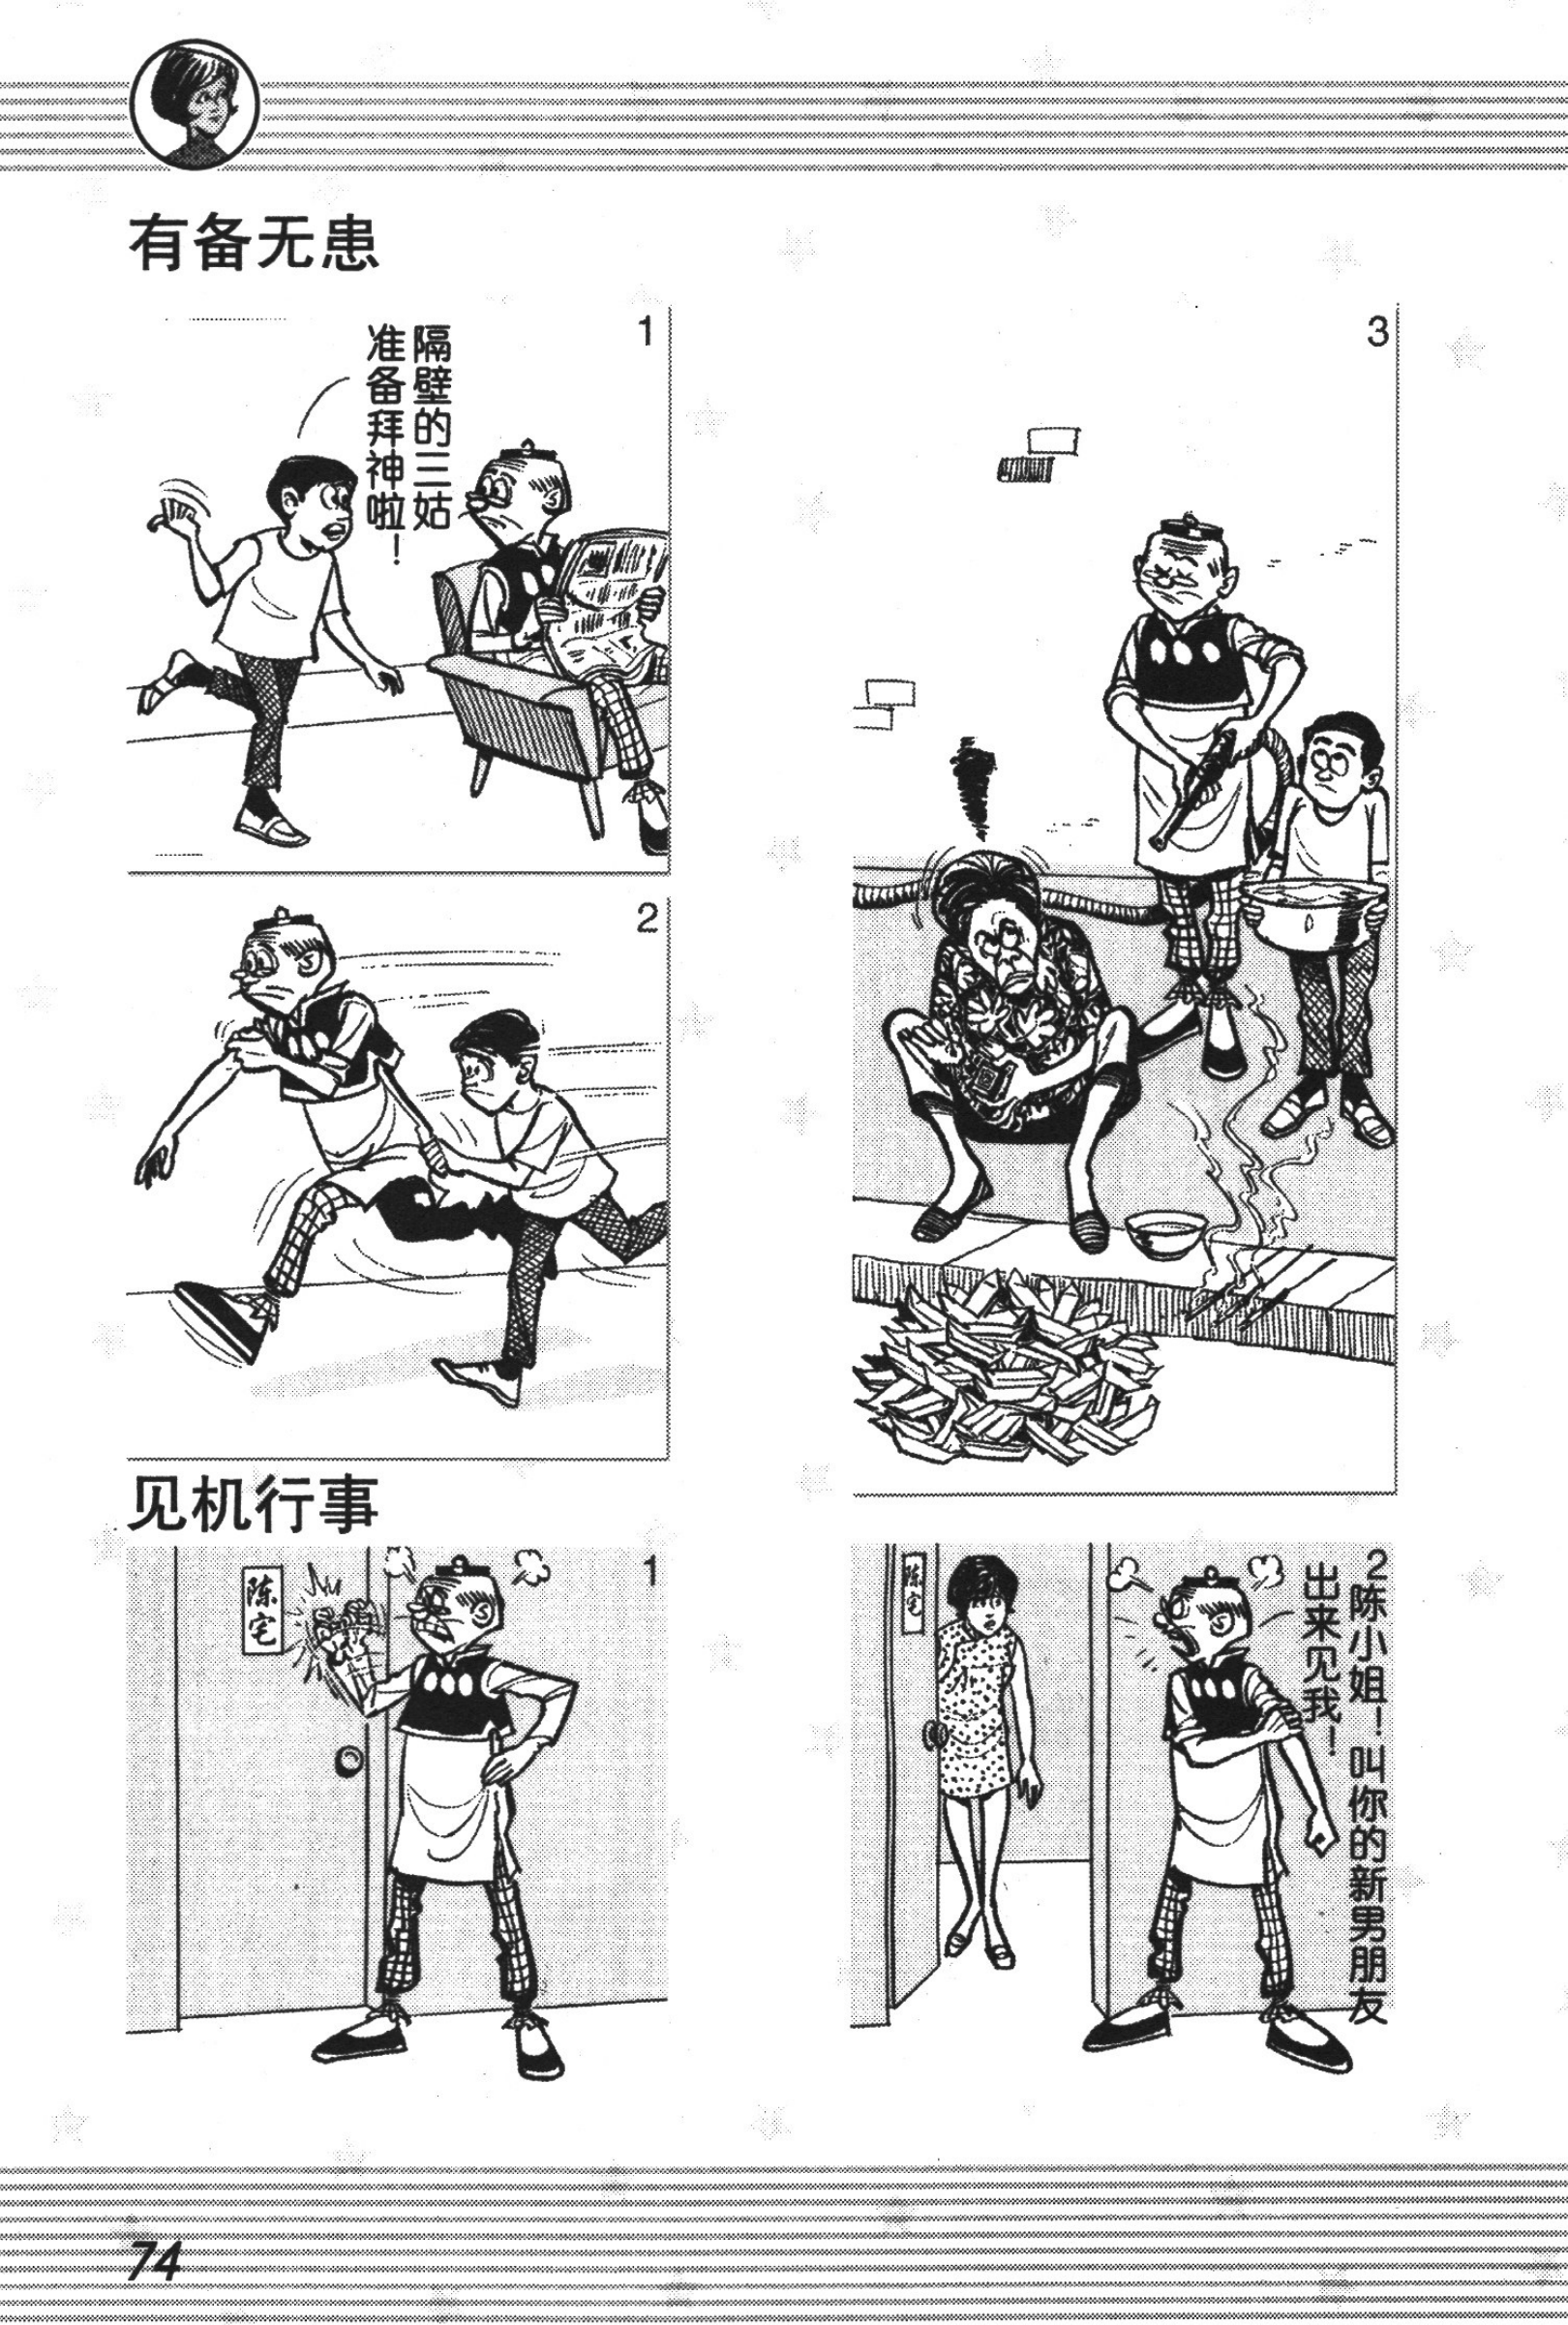 有备无患
1
隔壁的三姑
准备拜神啦！
2
3
见机行事
1
陈宅
2
陈小姐！叫你的新男朋友
出来见我！
陈宅
74